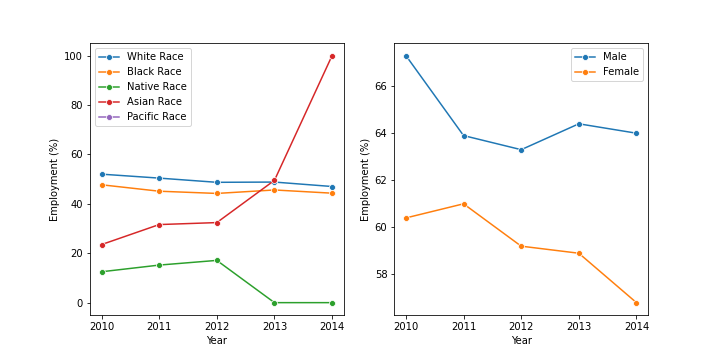 White Race
Black Race
Native Race
Asian Race
Pacific Race
100
80
60
40
20
0
Employment (%)
2010 2011 2012 2013 2014
Year
Male
Female
66
64
62
60
58
Employment (%)
2010 2011 2012 2013 2014
Year